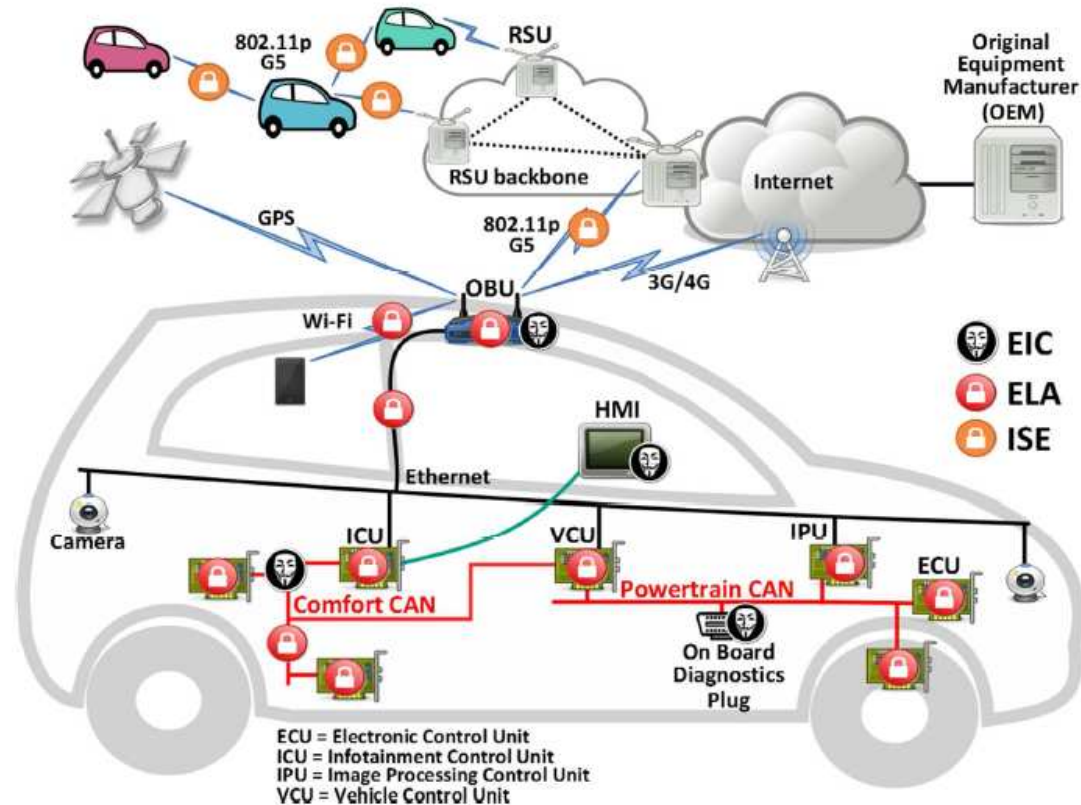 802.11p
G5
RSU
Original
Equipment
Manufacturer
(OEM)
RSU backbone
Internet
GPS
802.11p
G5
3G/4G
OBU
Wi-Fi
EIC
ELA
ISE
HMI
Ethernet
Camera
ICU
VCU
IPU
ECU
Comfort CAN
Powertrain CAN
On Board
Diagnostics
Plug
ECU = Electronic Control Unit
ICU = Infotainment Control Unit
IPU = Image Processing Control Unit
VCU = Vehicle Control Unit